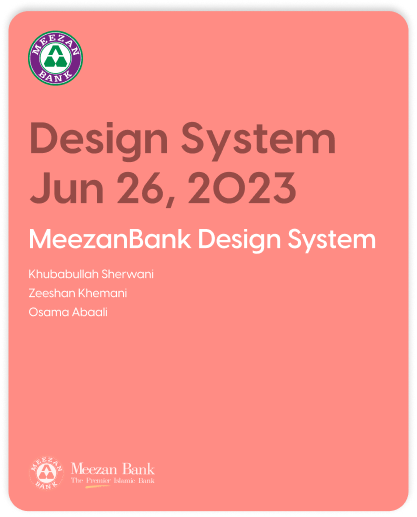 MEEZAN
BANK
Design System
Jun 26, 2023
MeezanBank Design System
Khubabullah Sherwani
Zeeshan Khemani
Osama Abaali
MEEZAN
BANK
Meezan Bank
The Premier Islamic Bank